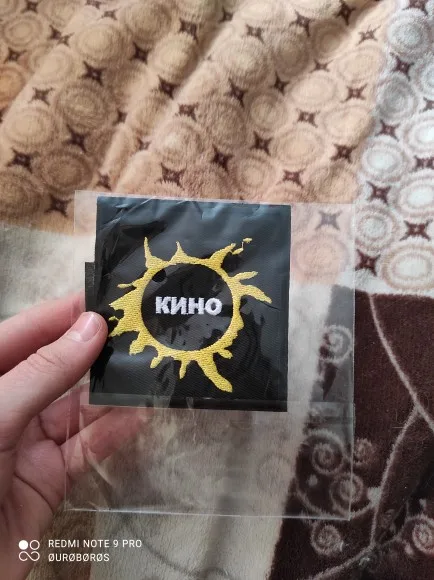 КИНО
REDMI NOTE 9 PRO
ØURØBØRØS